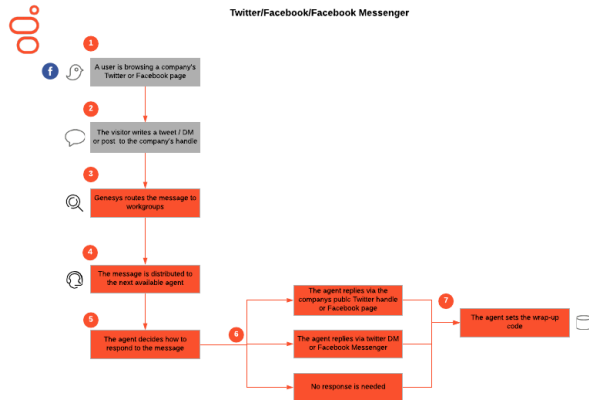 Twitter/Facebook/Facebook Messenger
1
A user is browsing a company's
Twitter or Facebook page
2
The visitor writes a tweet / DM
or post to the company's handle
3
Genesys routes the message to
workgroups
4
The message is distributed to
the next available agent
5
The agent decides how to
respond to the message
6
The agent replies via the
companys public Twitter handle
or Facebook page
The agent replies via twitter DM
or Facebook Messenger
No response is needed
7
The agent sets the wrap-up
code